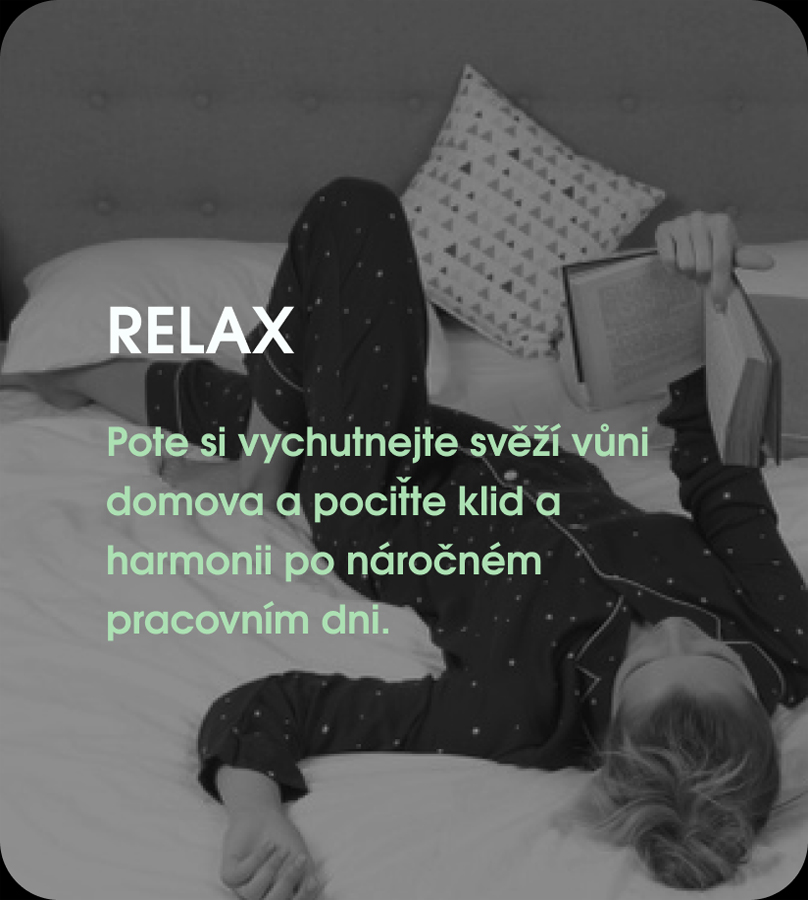 RELAX
Pote si vychutnejte svěží vůni
domova a pociťte klid a
harmonii po náročném
pracovním dni.